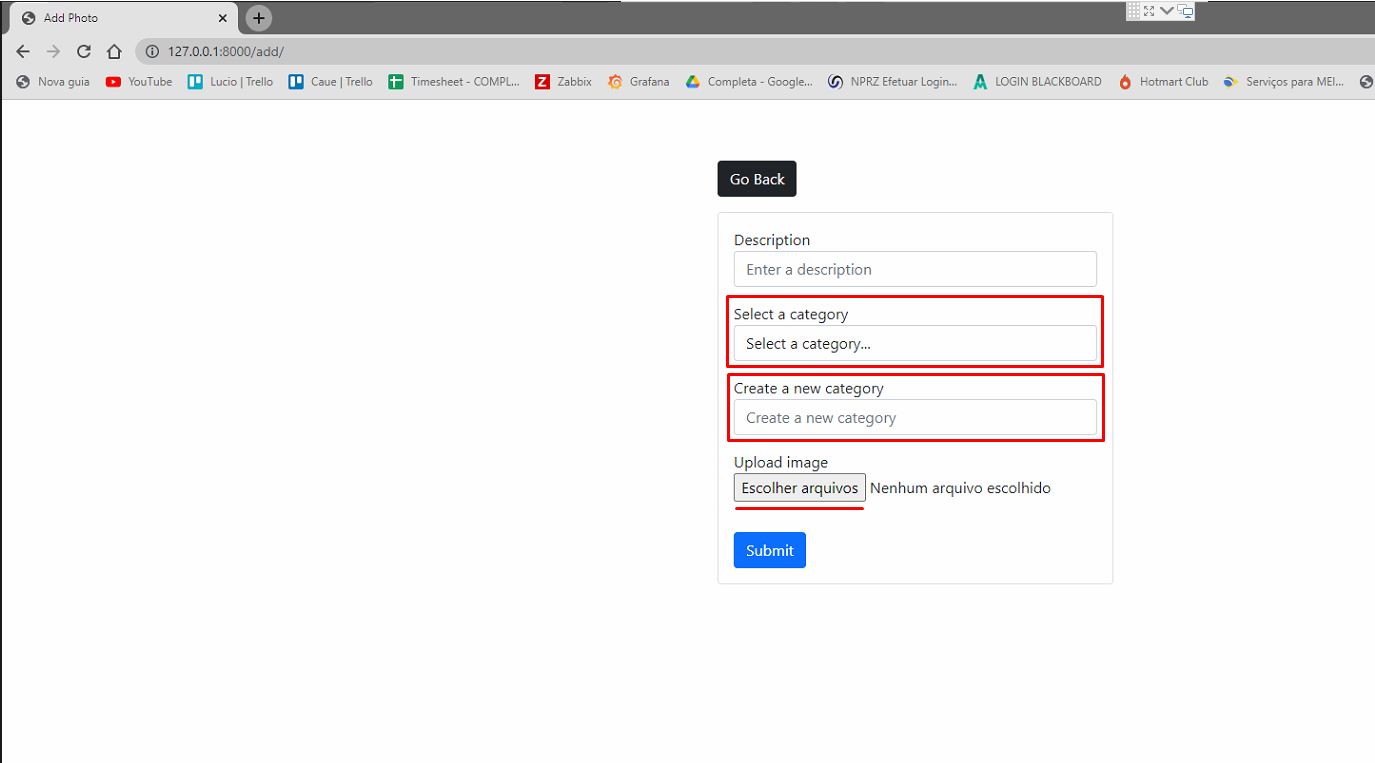 Add Photo
127.0.0.1:8000/add/
Nova guia YouTube Lucio | Trello Caue | Trello Timesheet - COMPL... Zabbix Grafana Completa - Google... NPRZ Efetuar Login... LOGIN BLACKBOARD Hotmart Club Serviços para MEI...
Go Back
Description
Enter a description
Select a category
Select a category...
Create a new category
Create a new category
Upload image
Escolher arquivos Nenhum arquivo escolhido
Submit